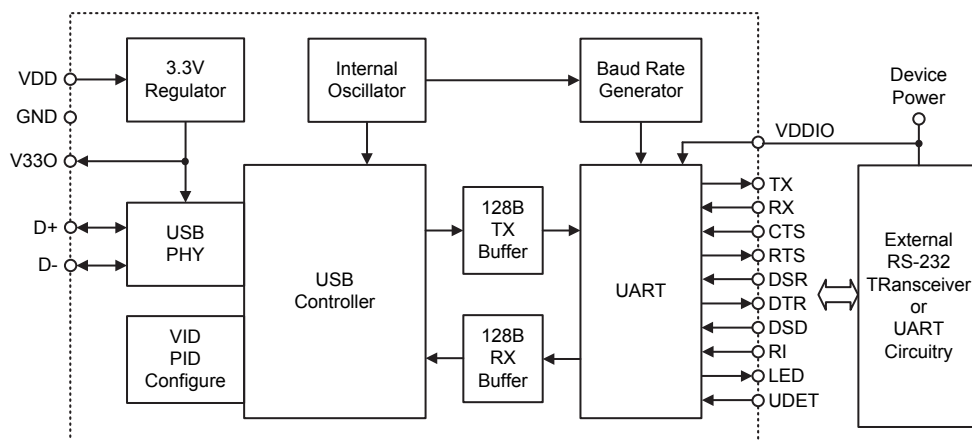 3.3V
Regulator
Internal
Oscillator
Baud Rate
Generator
Device
Power
VDD
GND
V33O
D+
D-
VDDIO
USB
PHY
VID
PID
Configure
USB
Controller
128B
TX
Buffer
128B
RX
Buffer
UART
TX
RX
CTS
RTS
DSR
DTR
DSD
RI
LED
UDET
External
RS-232
TRansceiver
or
UART
Circuitry